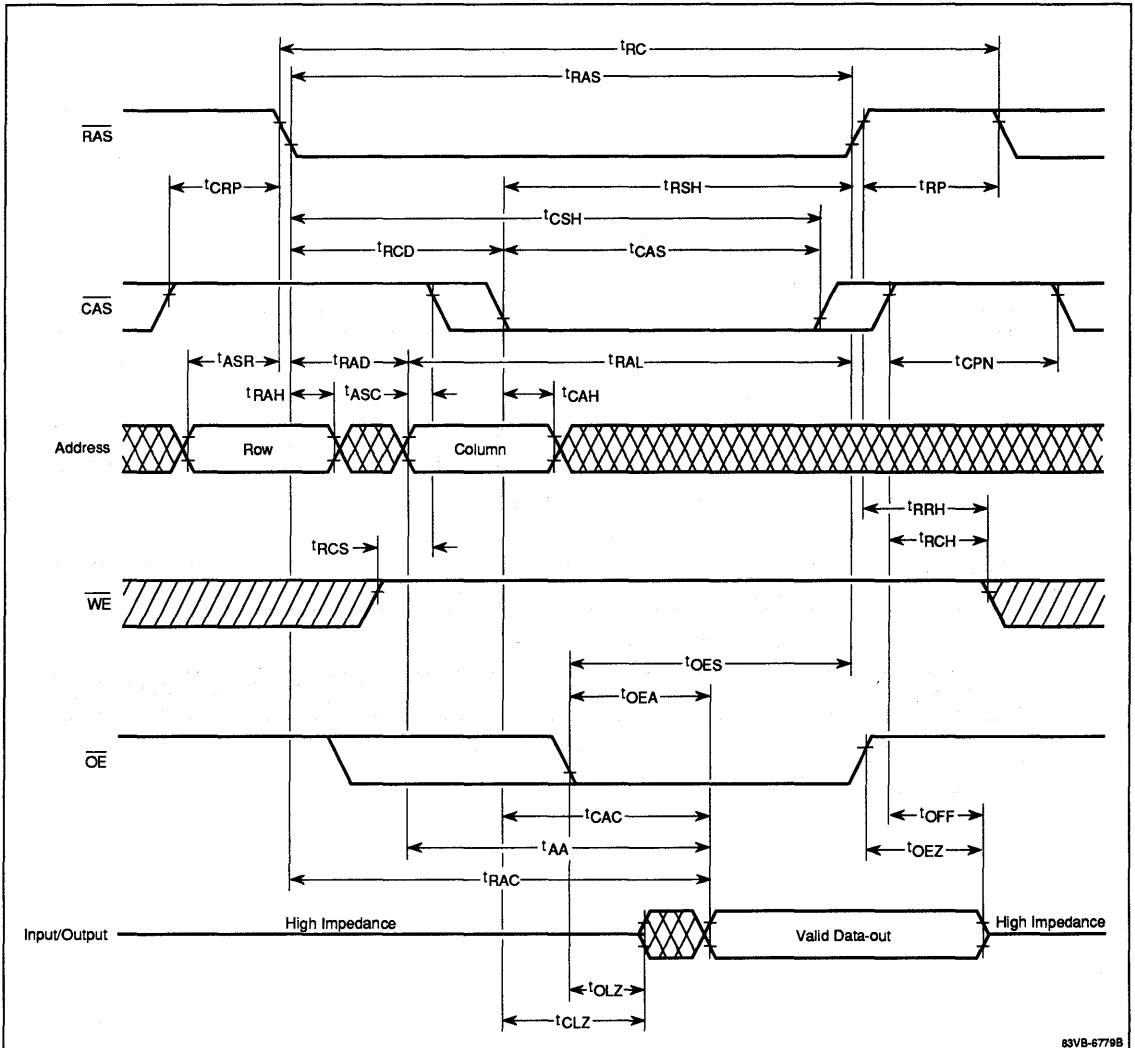 tRC
tRAS
RAS
tCRP
tRSH
tRP
tCSH
tRCD
tCAS
CAS
tASR
tRAD
tRAL
tCPN
tRAH
tASC
tCAH
Address
Row
Column
tRRH
tRCS
tRCH
WE
tOES
tOEA
OE
tCAC
tOFF
tAA
tOEZ
tRAC
Input/Output
High Impedance
Valid Data-out
High Impedance
tOLZ
tCLZ
83VB-6779B